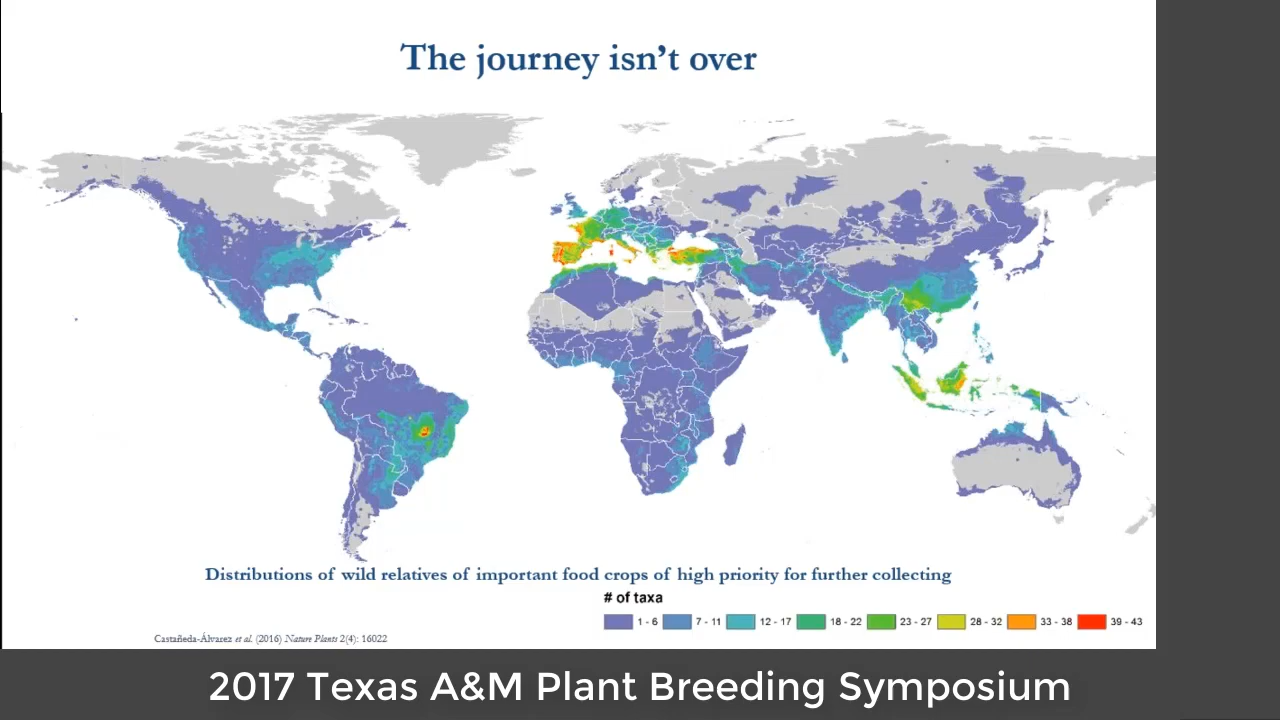 The journey isn't over
Distributions of wild relatives of important food crops of high priority for further collecting
# of taxa
1 - 6 7 - 11 12 - 17 18 - 22 23 - 27 28 - 32 33 - 38 39 - 43
Castañeda-Álvarez et al. (2016) Nature Plants 2(4): 16022
2017 Texas A&M Plant Breeding Symposium